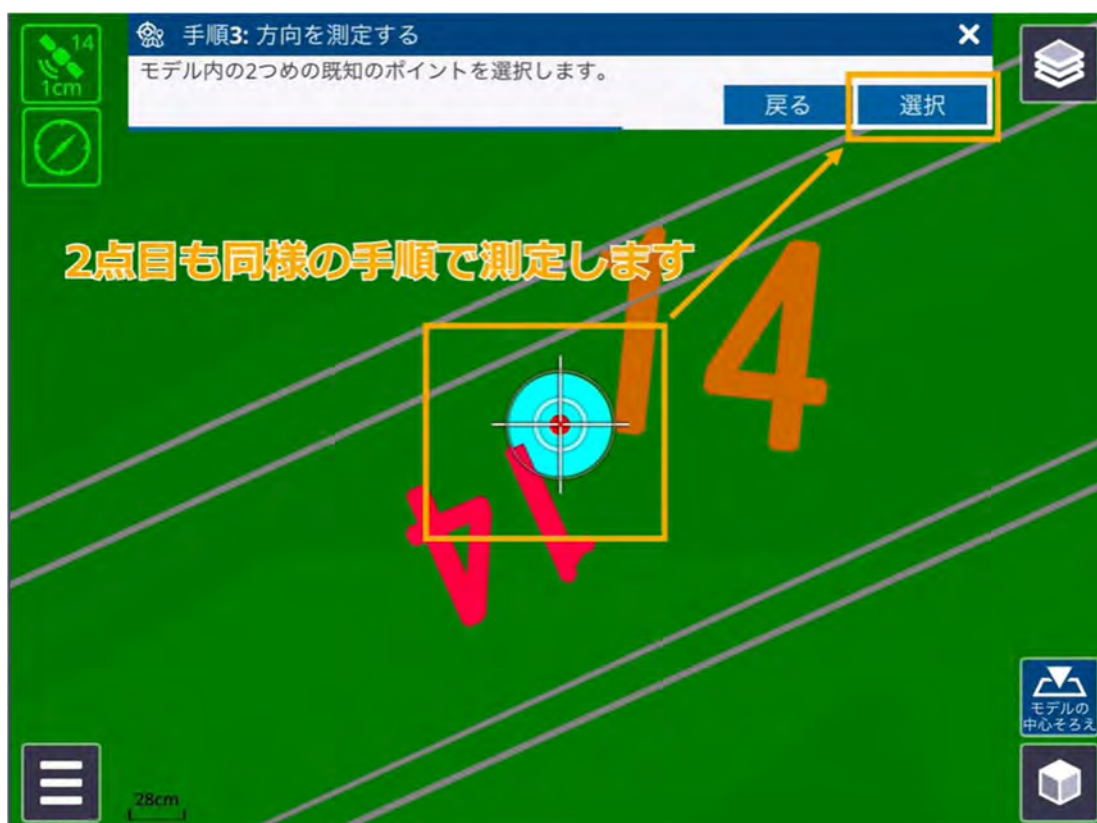 14
1cm
手順3: 方向を測定する
モデル内の2つめの既知のポイントを選択します。
戻る
選択
2点目も同様の手順で測定します
14
14
モデルの
中心そろえ
28cm